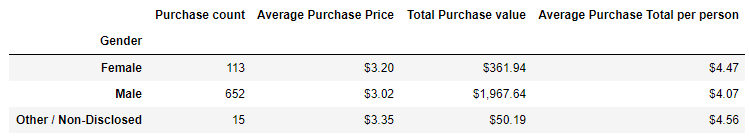 Purchase count Average Purchase Price Total Purchase value Average Purchase Total per person
Gender
Female 113 $3.20 $361.94 $4.47
Male 652 $3.02 $1,967.64 $4.07
Other / Non-Disclosed 15 $3.35 $50.19 $4.56